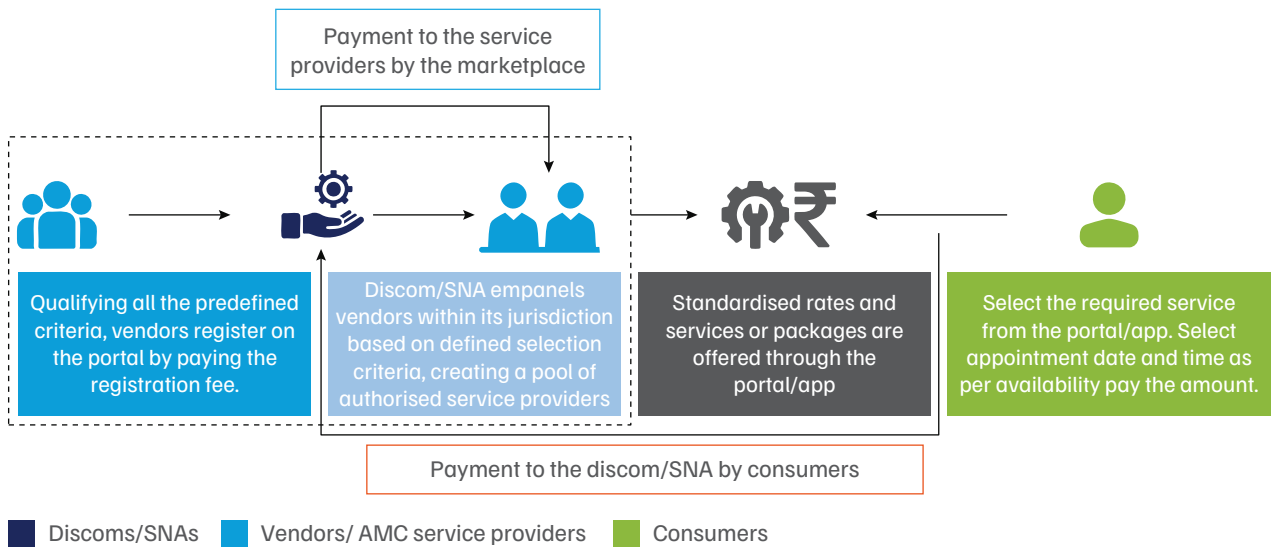 Payment to the service
providers by the marketplace
Qualifying all the predefined
criteria, vendors register on
the portal by paying the
registration fee.
Discom/SNA empanels
vendors within its jurisdiction
based on defined selection
criteria, creating a pool of
authorised service providers
Standardised rates and
services or packages are
offered through the
portal/app
Select the required service
from the portal/app. Select
appointment date and time as
per availability pay the amount.
Payment to the discom/SNA by consumers
Discoms/SNAs
Vendors/ AMC service providers
Consumers